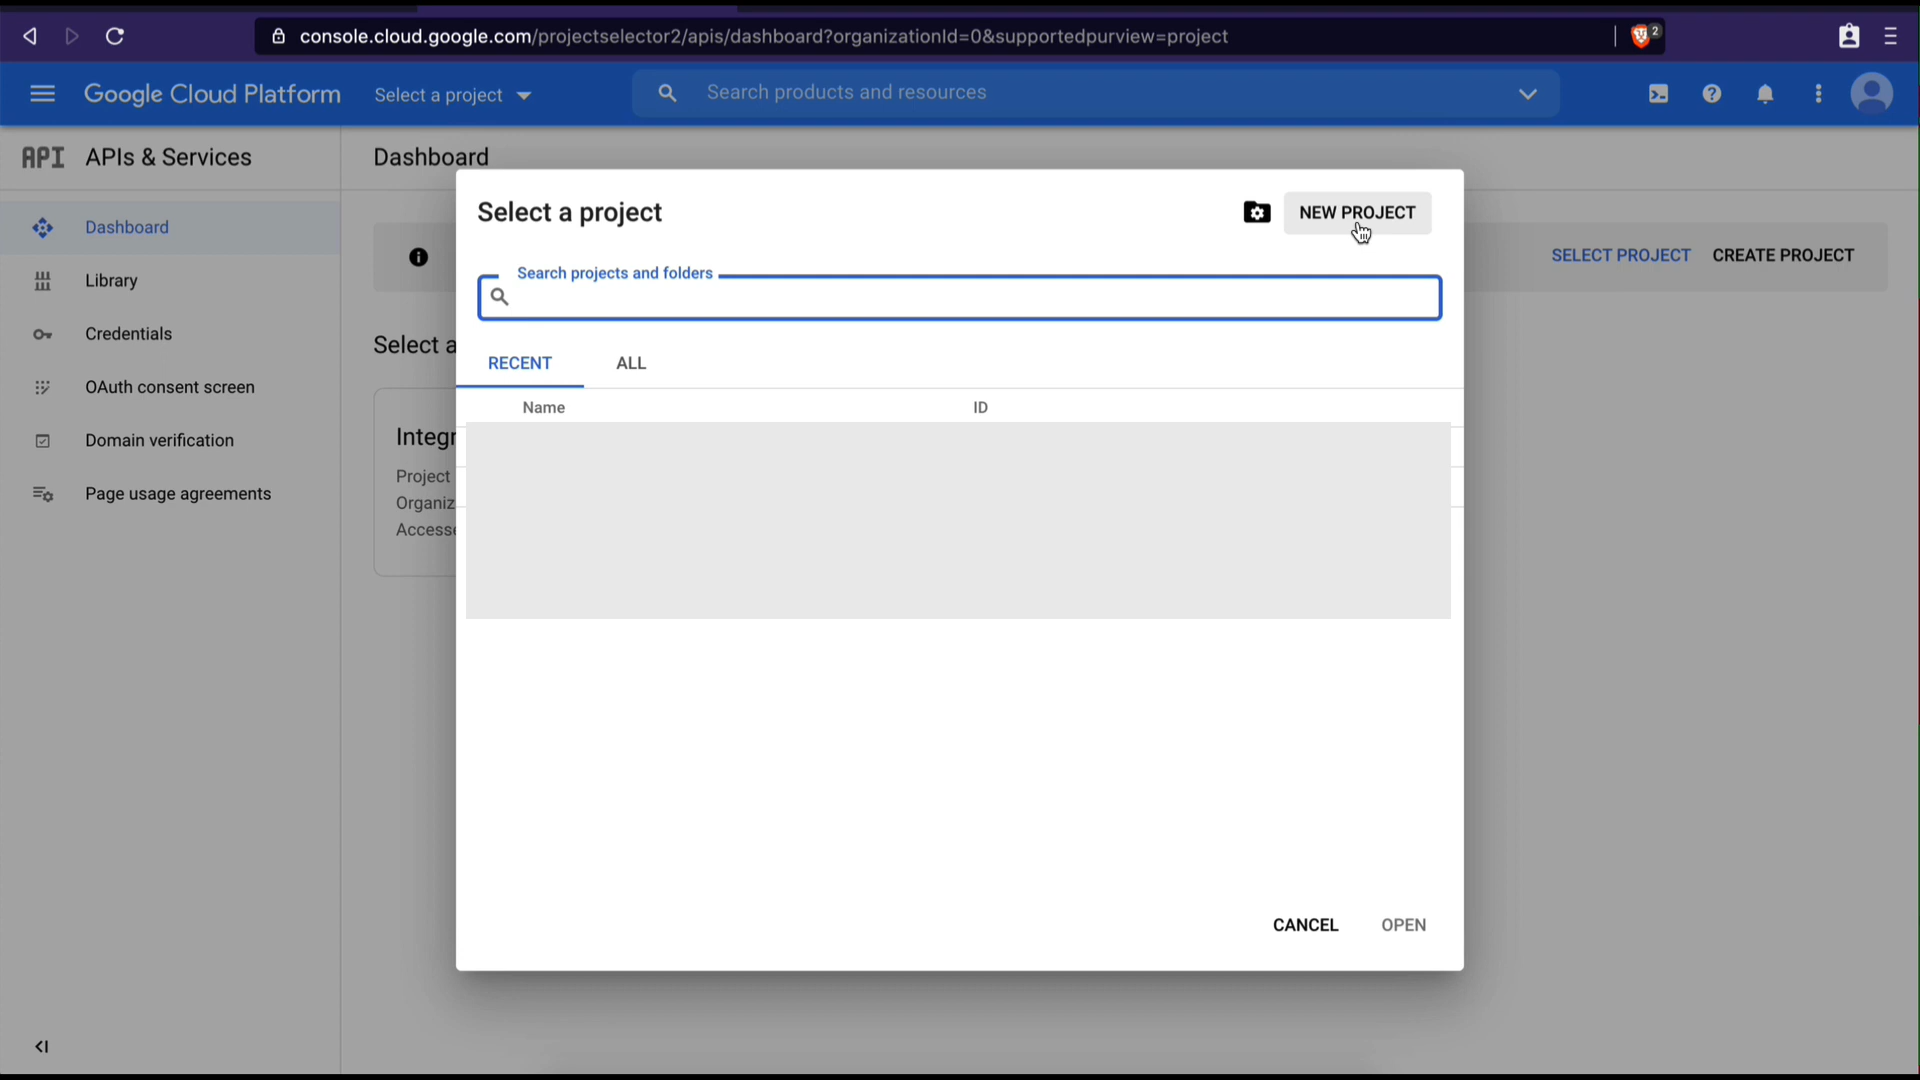 console.cloud.google.com/projectselector2/apis/dashboard?organizationId=0&supportedpurview=project
2
Google Cloud Platform
Select a project
Search products and resources
API APIs & Services
Dashboard
Dashboard
Library
Credentials
OAuth consent screen
Domain verification
Page usage agreements
SELECT PROJECT
CREATE PROJECT
Select a
Integr
Project
Organiz
Accesse
Select a project
NEW PROJECT
Search projects and folders
RECENT
ALL
Name
ID
CANCEL
OPEN